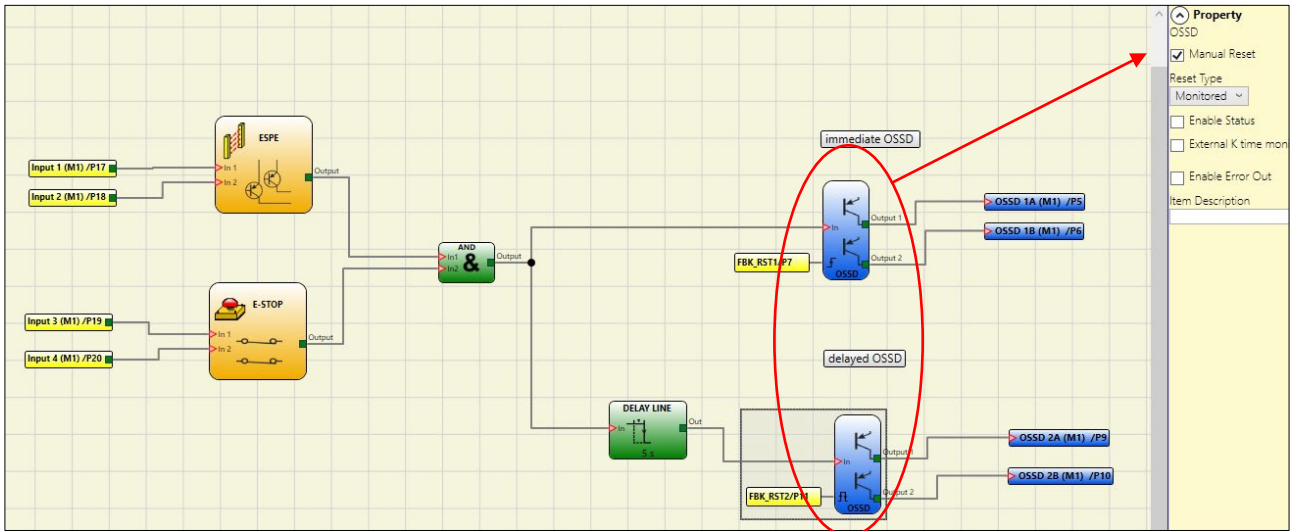 Property
OSSD
Manual Reset
Reset Type
Monitored
Enable Status
External K time moni
Enable Error Out
Item Description
ESPE
Input 1 (M1) /P17
In 1
Input 2 (M1) /P18
In 2
Output
immediate OSSD
Output 1
OSSD 1A (M1) /P5
In
OSSD 1B (M1) /P6
AND
In1
&
Output
In2
Output 2
FBK_RST1/P7
OSSD
E-STOP
Input 3 (M1) /P19
In 1
Output
Input 4 (M1) /P20
In 2
delayed OSSD
DELAY LINE
In
Out
5 s
Output 1
OSSD 2A (M1) /P9
In
OSSD 2B (M1) /P10
FBK_RST2/P11
Output 2
OSSD